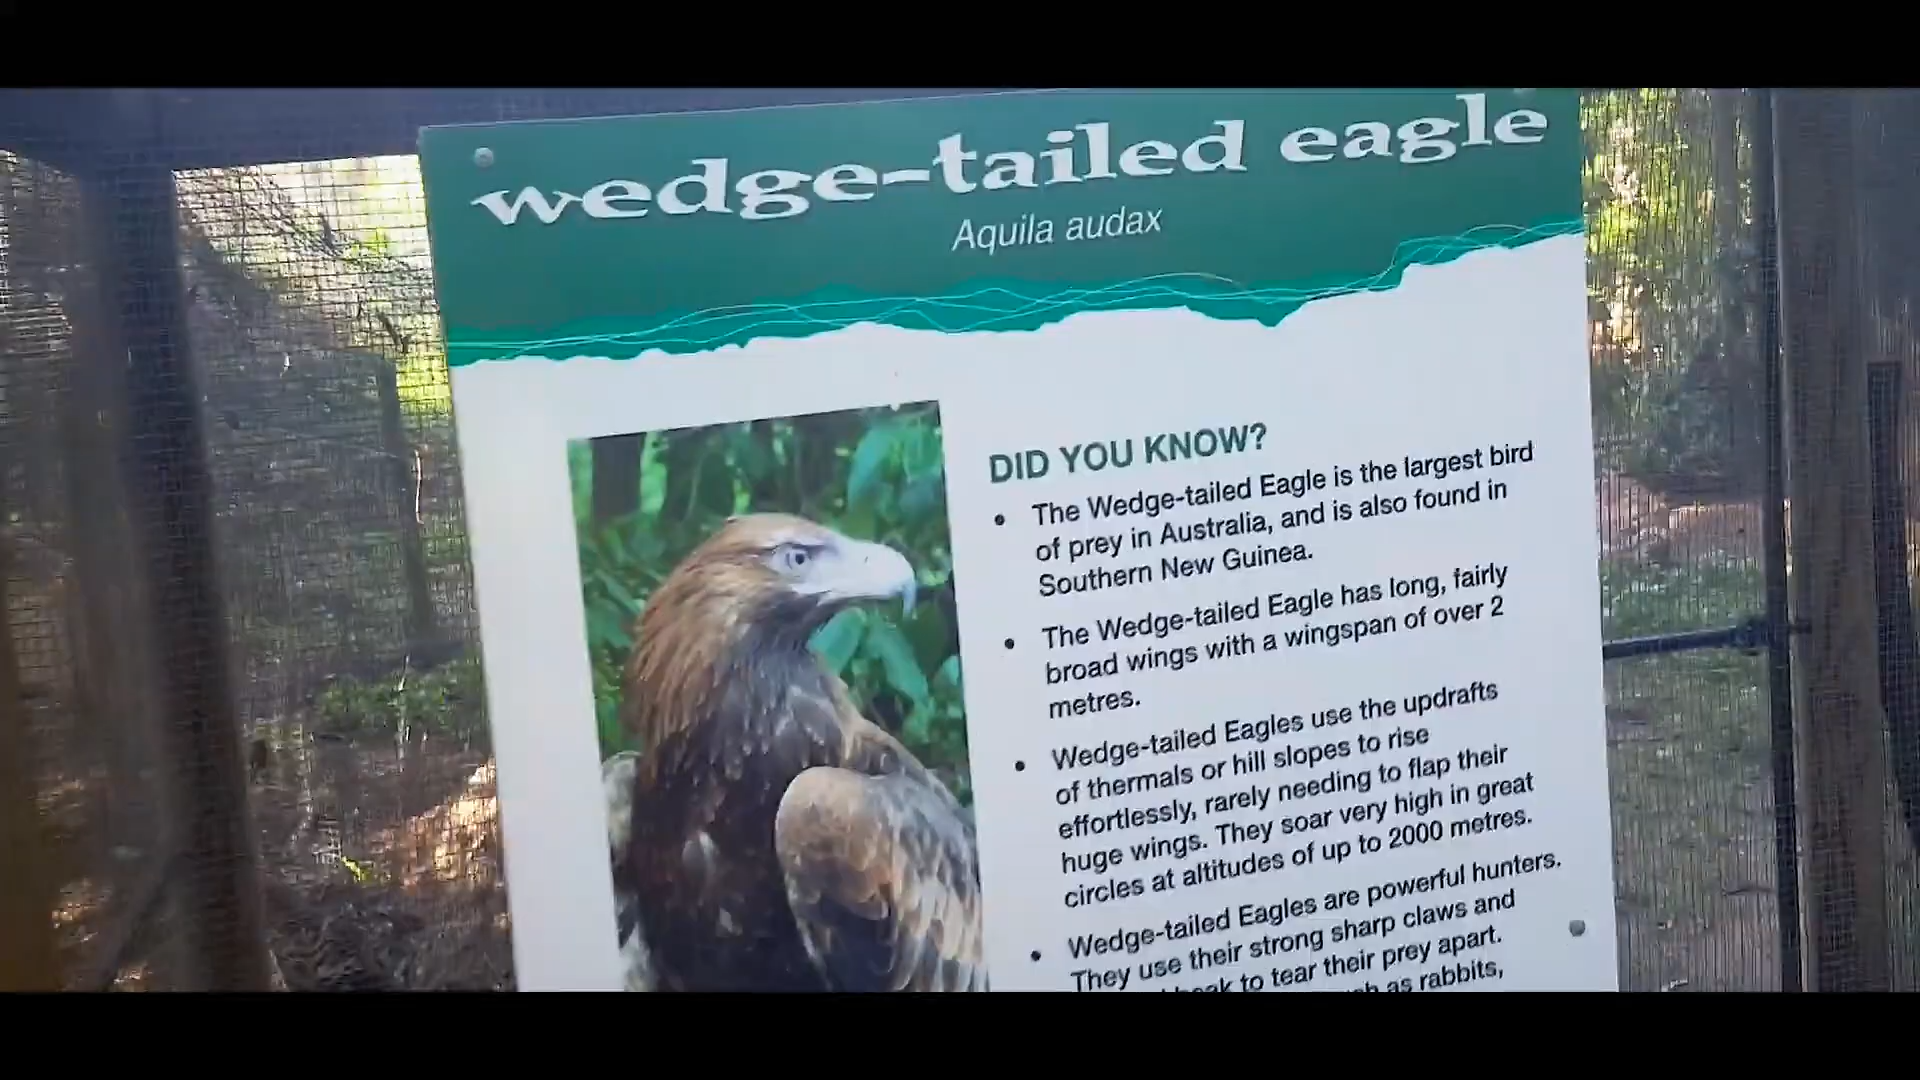 wedge-tailed eagle
Aquila audax
DID YOU KNOW?
• The Wedge-tailed Eagle is the largest bird
of prey in Australia, and is also found in
Southern New Guinea.
• The Wedge-tailed Eagle has long, fairly
broad wings with a wingspan of over 2
metres.
• Wedge-tailed Eagles use the updrafts
of thermals or hill slopes to rise
effortlessly, rarely needing to flap their
huge wings. They soar very high in great
circles at altitudes of up to 2000 metres.
• Wedge-tailed Eagles are powerful hunters.
They use their strong sharp claws and
beak to tear their prey apart.
as rabbits,